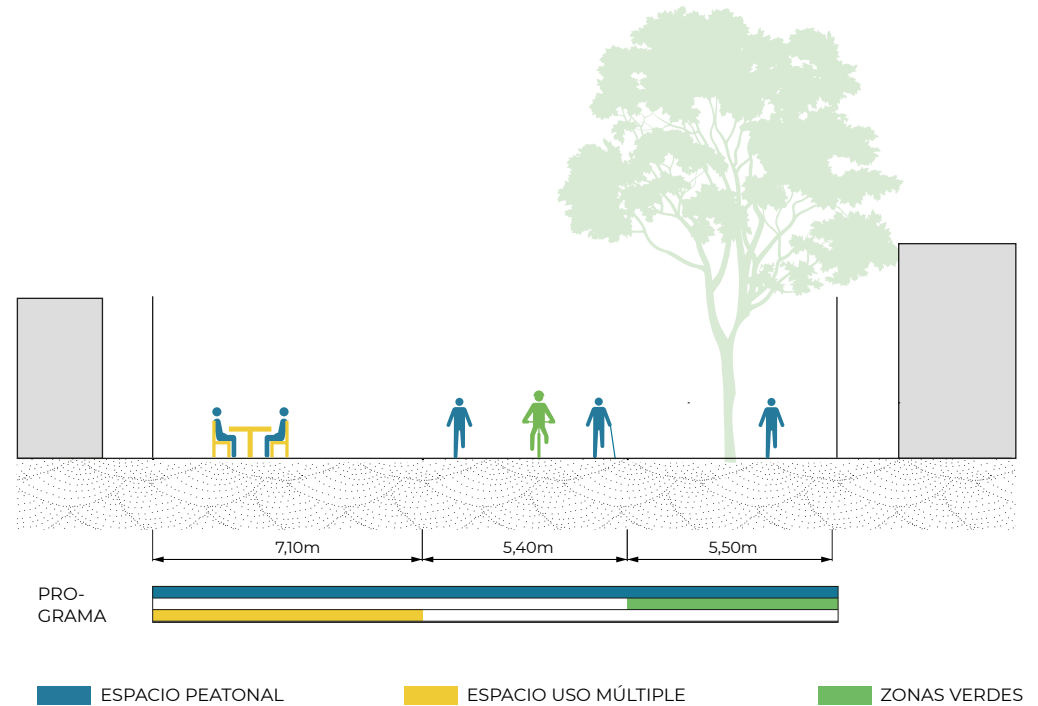 7,10m 5,40m 5,50m
PRO-
GRAMA
ESPACIO PEATONAL ESPACIO USO MÚLTIPLE ZONAS VERDES